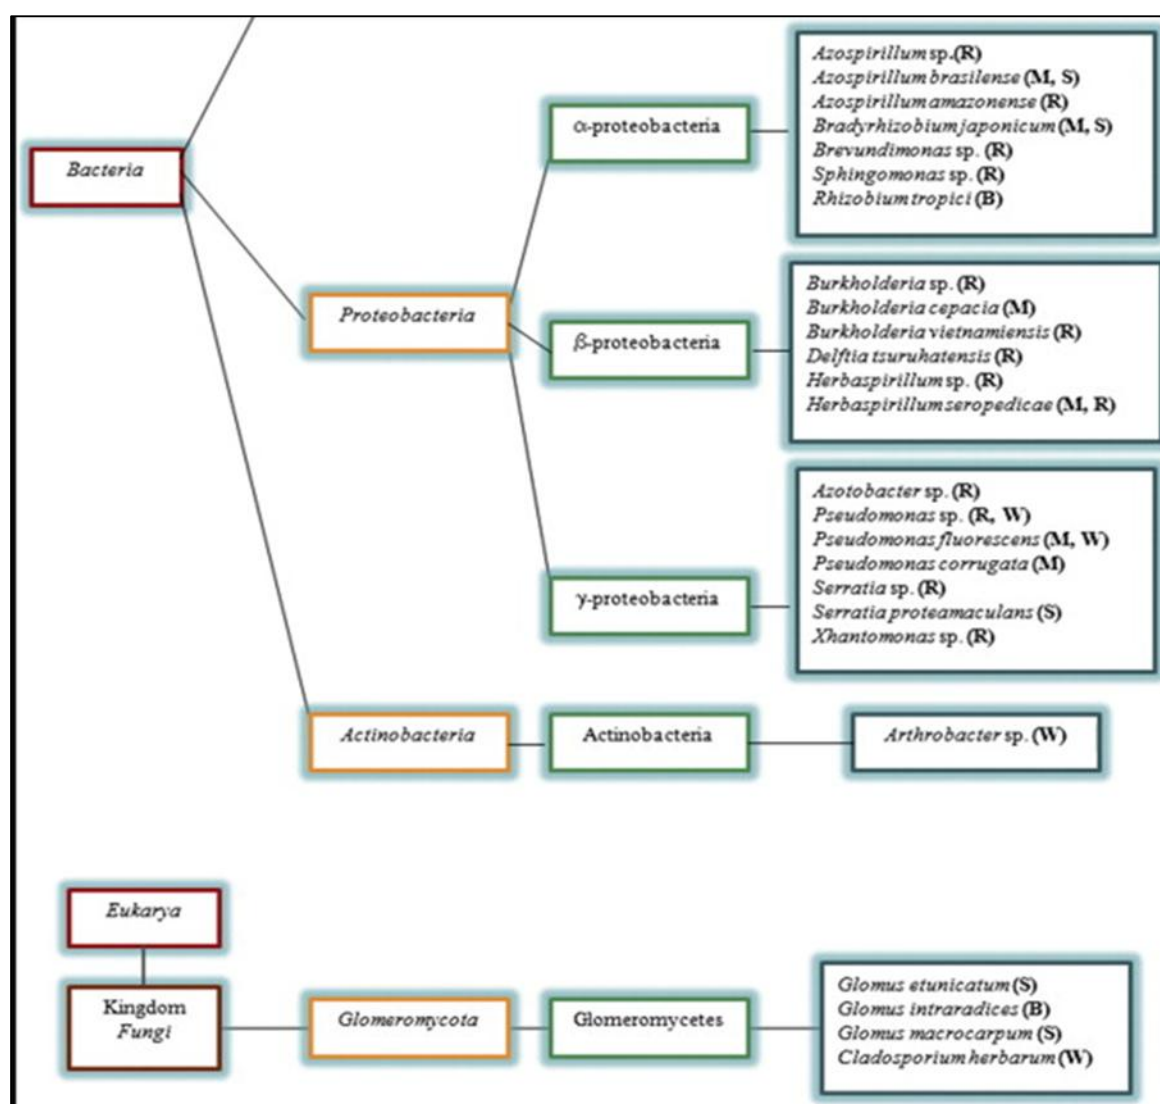 Bacteria
Proteobacteria
α-proteobacteria
Azospirillum sp.(R)
Azospirillum brasilense (M, S)
Azospirillum amazonense (R)
Bradyrhizobium japonicum (M, S)
Brevundimonas sp. (R)
Sphingomonas sp. (R)
Rhizobium tropici (B)
β-proteobacteria
Burkholderia sp. (R)
Burkholderia cepacia (M)
Burkholderia vietnamiensis (R)
Delftia tsuruhatensis (R)
Herbaspirillum sp. (R)
Herbaspirillum seropedicae (M, R)
γ-proteobacteria
Azotobacter sp. (R)
Pseudomonas sp. (R, W)
Pseudomonas fluorescens (M, W)
Pseudomonas corrugata (M)
Serratia sp. (R)
Serratia proteamaculans (S)
Xhantomonas sp. (R)
Actinobacteria
Actinobacteria
Arthrobacter sp. (W)
Eukarya
Kingdom
Fungi
Glomeromycota
Glomeromycetes
Glomus etunicatum (S)
Glomus intraradices (B)
Glomus macrocarpum (S)
Cladosporium herbarum (W)